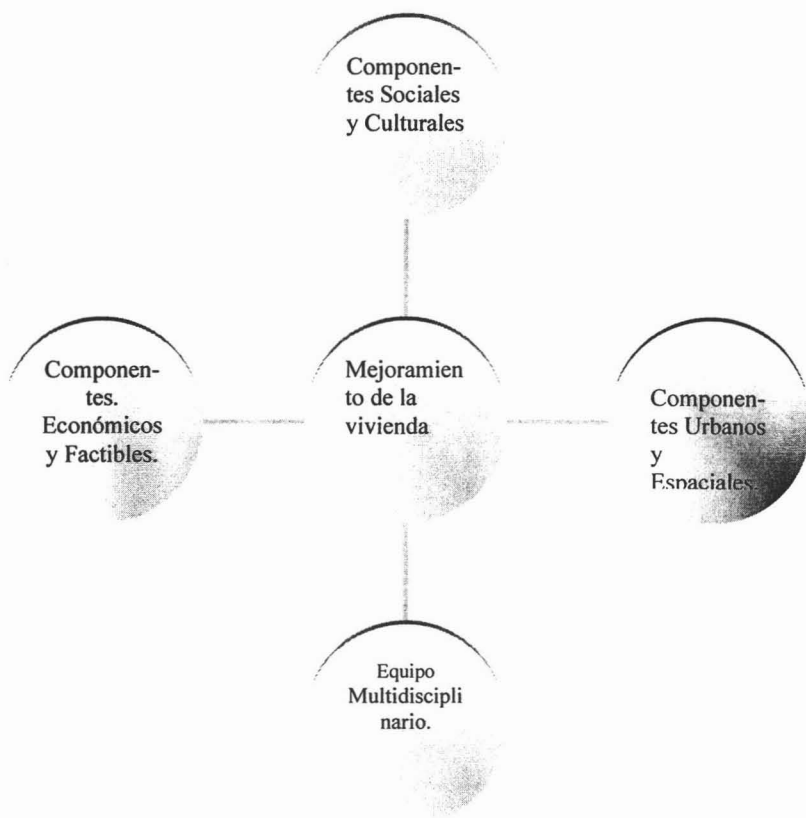 Componen-
tes Sociales
y Culturales
Componen-
tes.
Económicos
y Factibles.
Mejoramien
to de la
vivienda
Componen-
tes Urbanos
y
Espaciales.
Equipo
Multidiscipli
nario.